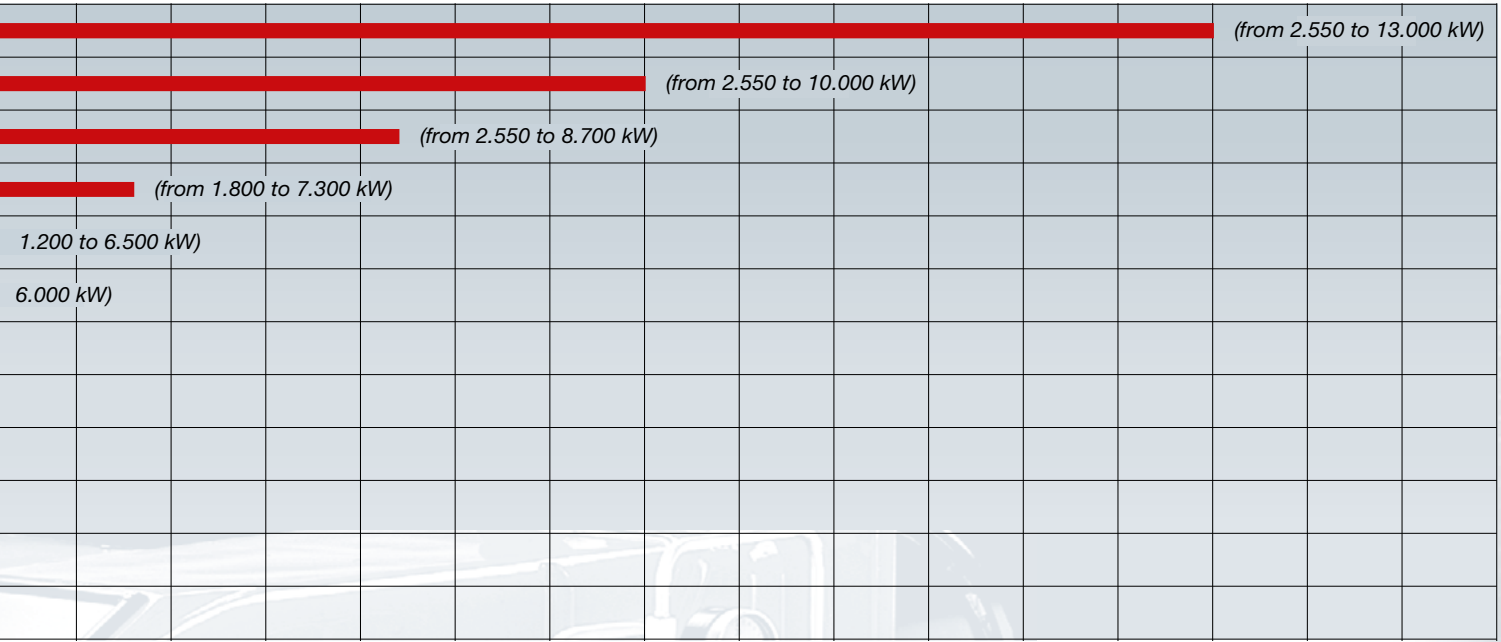 (from 2.550 to 13.000 kW)
(from 2.550 to 10.000 kW)
(from 2.550 to 8.700 kW)
(from 1.800 to 7.300 kW)
1.200 to 6.500 kW)
6.000 kW)